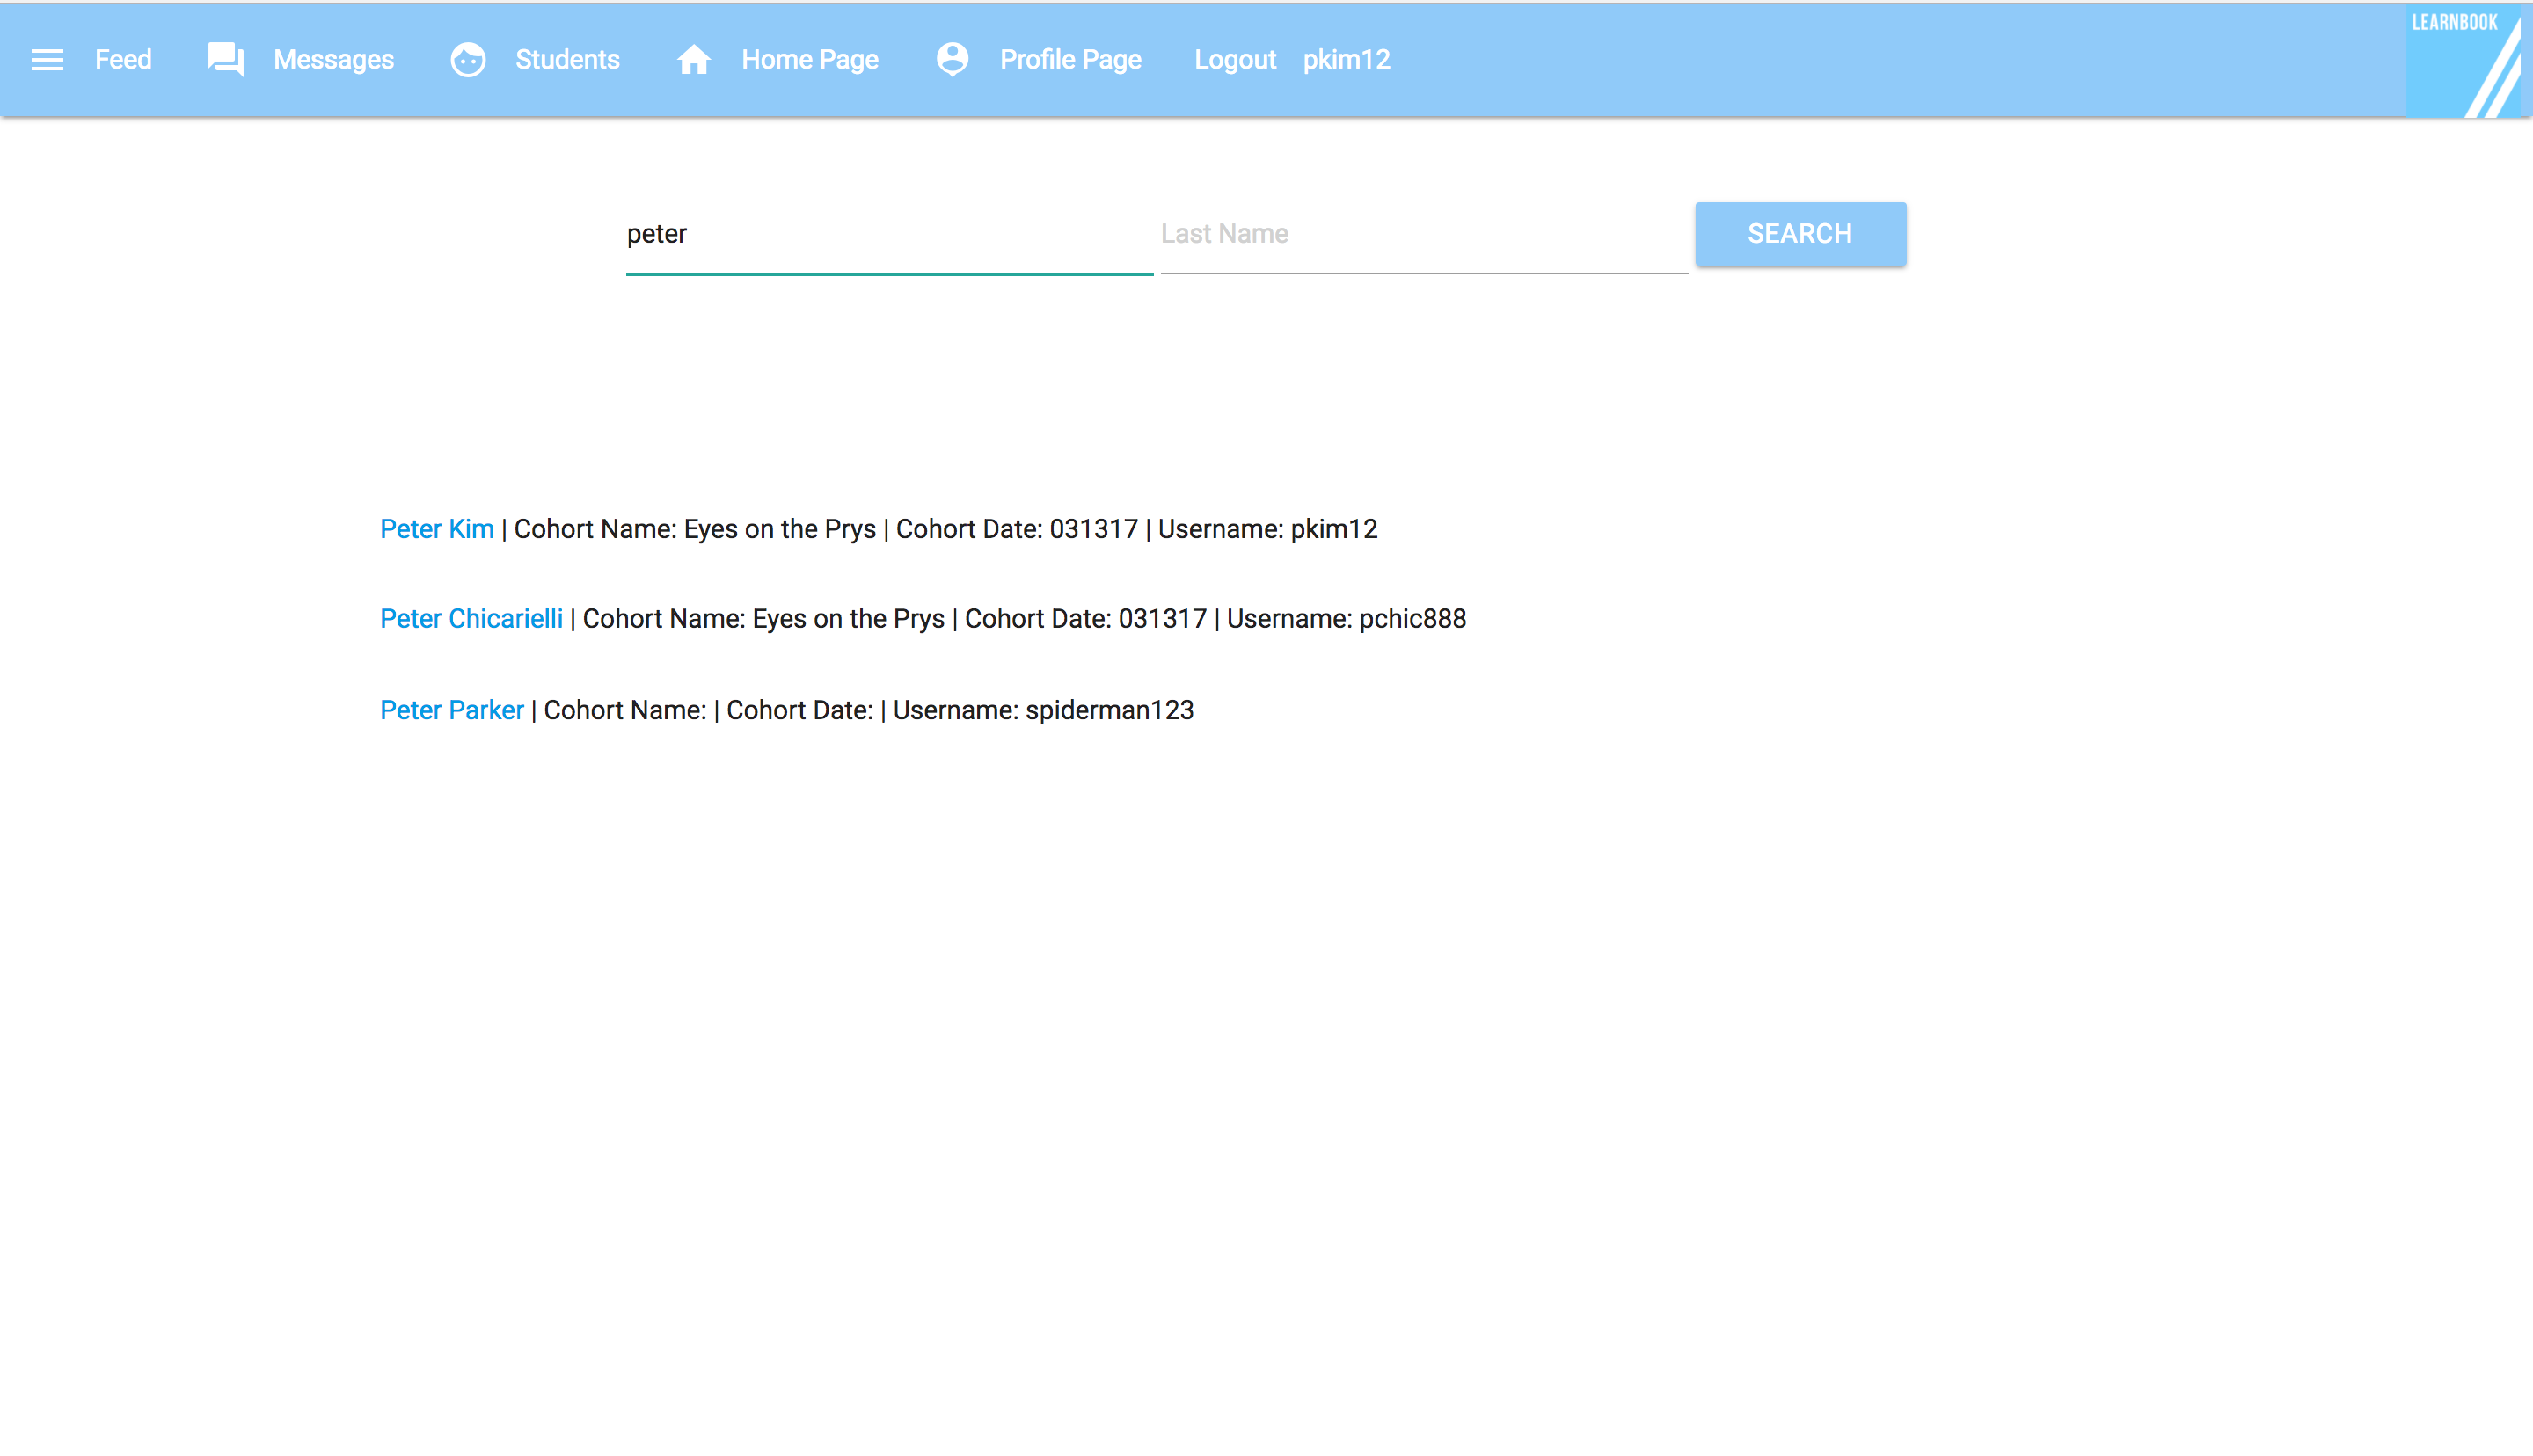 Feed Messages Students Home Page Profile Page Logout pkim12 LEARNBOOK
peter Last Name SEARCH
Peter Kim | Cohort Name: Eyes on the Prys | Cohort Date: 031317 | Username: pkim12
Peter Chicarielli | Cohort Name: Eyes on the Prys | Cohort Date: 031317 | Username: pchic888
Peter Parker | Cohort Name: | Cohort Date: | Username: spiderman123